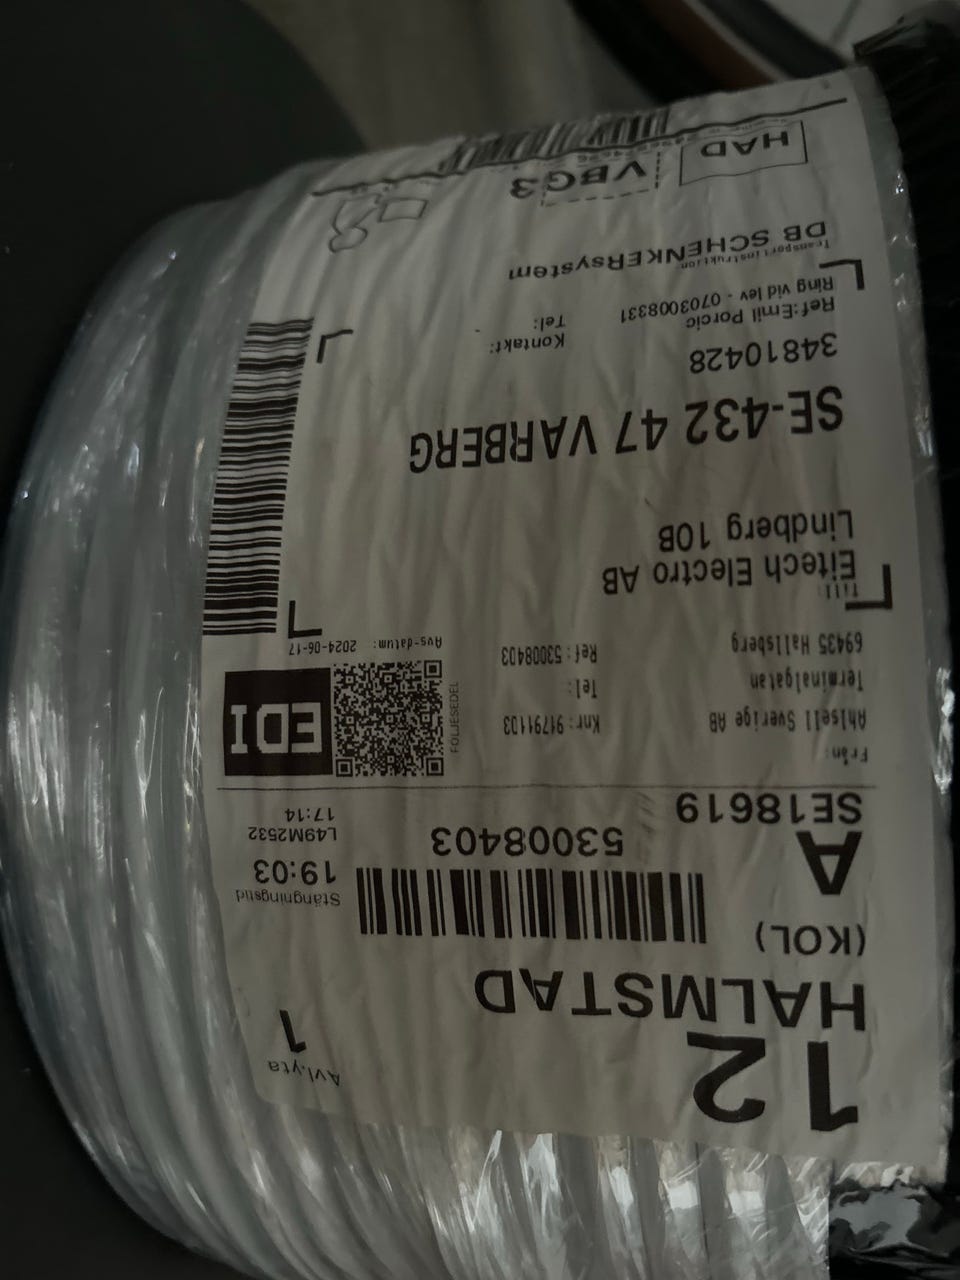 Avl.yta
1
12
HALMSTAD
(KOL)
A
SE18619
53008403
Stängningstid
19:03
L49M2532
17:14
Från:
Ahlsell Sverige AB
Terminalgatan
69435 Hallsberg
Knr: 91791103
Tel:
Ref: 53008403
FÖLJESEDEL
EDI
Avs-datum: 2024-06-17
Till:
Eitech Electro AB
Lindberg 10B
SE-432 47 VARBERG
34810428
Ref:Emil Porcic
Ring vid lev - 0703008331
Kontakt:
Tel:
Transportinstruktion
DB SCHENKERsystem
HAD
VBG3